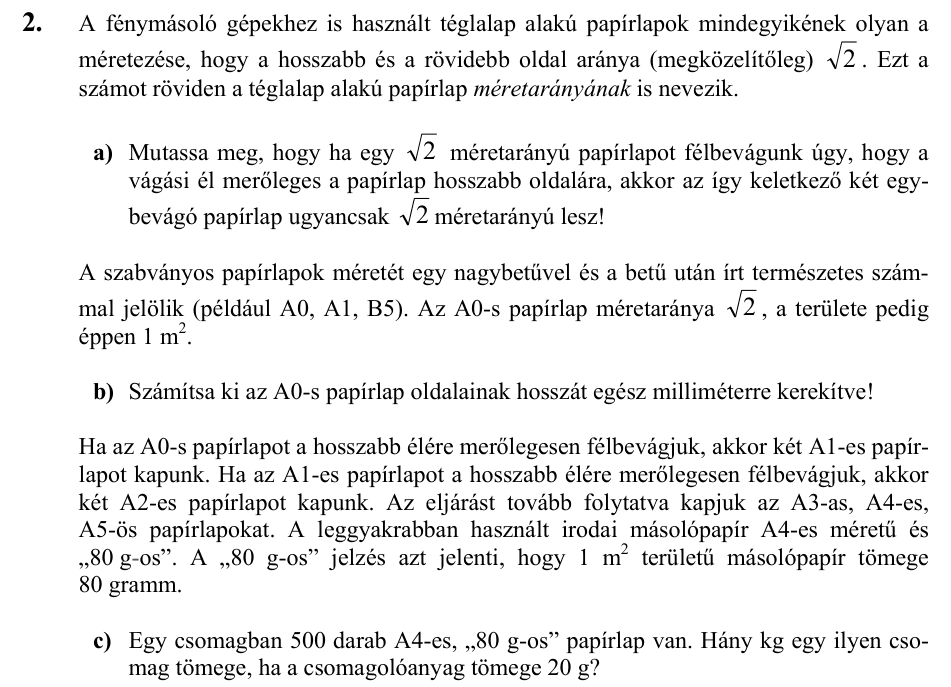 2. A fénymásoló gépekhez is használt téglalap alakú papírlapok mindegyikének olyan a
méretezése, hogy a hosszabb és a rövidebb oldal aránya (megközelítőleg) √2. Ezt a
számot röviden a téglalap alakú papírlap méretarányának is nevezik.
a) Mutassa meg, hogy ha egy √2 méretarányú papírlapot félbevágunk úgy, hogy a
vágási él merőleges a papírlap hosszabb oldalára, akkor az így keletkező két egy-
bevágó papírlap ugyancsak √2 méretarányú lesz!
A szabványos papírlapok méretét egy nagybetűvel és a betű után írt természetes szám-
mal jelölik (például A0, A1, B5). Az A0-s papírlap méretaránya √2, a területe pedig
éppen 1 m².
b) Számítsa ki az A0-s papírlap oldalainak hosszát egész milliméterre kerekítve!
Ha az A0-s papírlapot a hosszabb élére merőlegesen félbevágjuk, akkor két A1-es papír-
lapot kapunk. Ha az A1-es papírlapot a hosszabb élére merőlegesen félbevágjuk, akkor
két A2-es papírlapot kapunk. Az eljárást tovább folytatva kapjuk az A3-as, A4-es,
A5-ös papírlapokat. A leggyakrabban használt irodai másolópapír A4-es méretű és
„80 g-os”. A „80 g-os” jelzés azt jelenti, hogy 1 m² területű másolópapír tömege
80 gramm.
c) Egy csomagban 500 darab A4-es, „80 g-os” papírlap van. Hány kg egy ilyen cso-
mag tömege, ha a csomagolóanyag tömege 20 g?